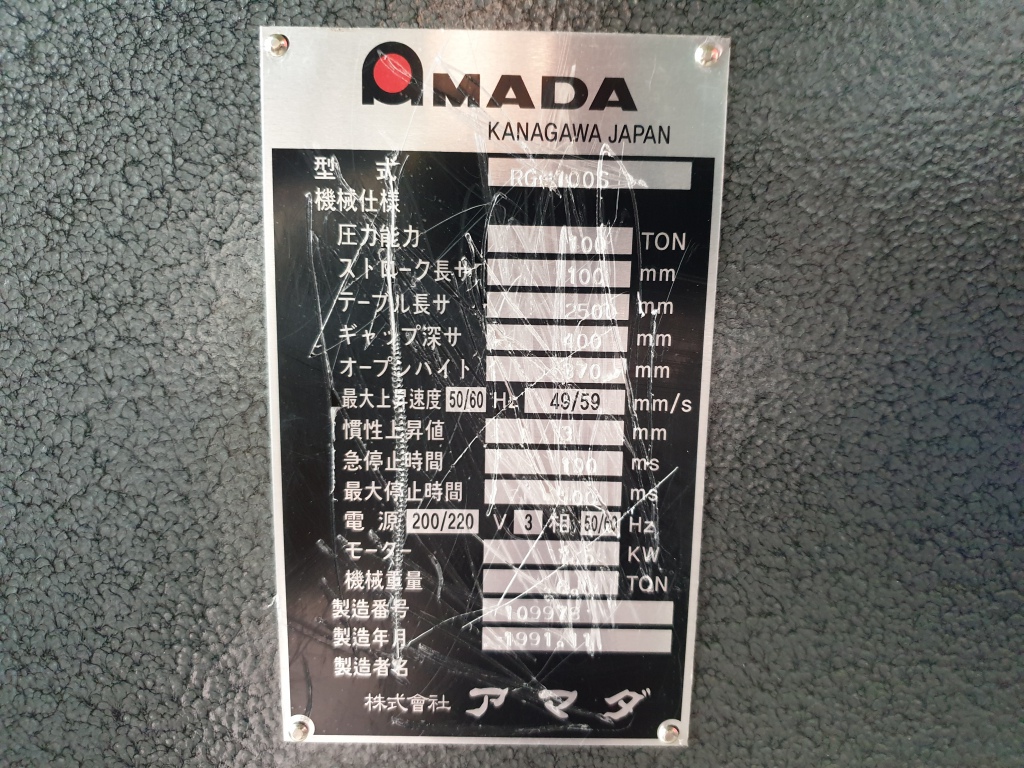 AMADA
KANAGAWA JAPAN
型 式 RG-100S
機械仕様
圧力能力 100 TON
ストローク長サ 100 mm
テーブル長サ 2500 mm
ギャップ深サ 400 mm
オープンハイト 370 mm
最大上昇速度 50/60 Hz 49/59 mm/s
慣性上昇値 mm
急停止時間 100 ms
最大停止時間 ms
電 源 200/220 V 3 相 50/60 Hz
モーター KW
機械重量 TON
製造番号
製造年月 1991.11
製造者名
株式會社 アマダ